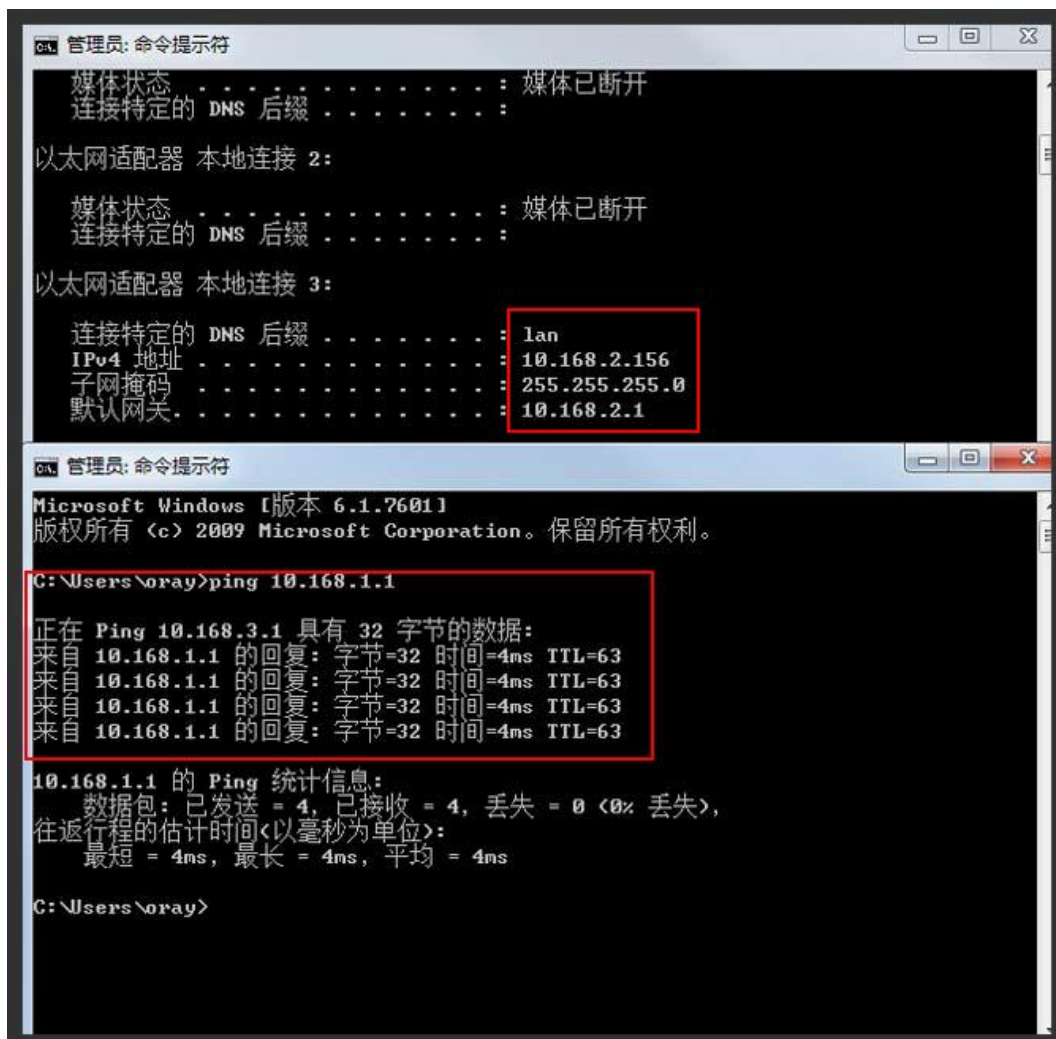 管理员: 命令提示符
媒体状态 . . . . . . . . . . . . : 媒体已断开
连接特定的 DNS 后缀 . . . . . . . :
以太网适配器 本地连接 2:
媒体状态 . . . . . . . . . . . . : 媒体已断开
连接特定的 DNS 后缀 . . . . . . . :
以太网适配器 本地连接 3:
连接特定的 DNS 后缀 . . . . . . . : lan
IPv4 地址 . . . . . . . . . . . . : 10.168.2.156
子网掩码 . . . . . . . . . . . . : 255.255.255.0
默认网关. . . . . . . . . . . . . : 10.168.2.1
管理员: 命令提示符
Microsoft Windows [版本 6.1.7601]
版权所有 (c) 2009 Microsoft Corporation。保留所有权利。
C:\Users\oray>ping 10.168.1.1
正在 Ping 10.168.3.1 具有 32 字节的数据:
来自 10.168.1.1 的回复: 字节=32 时间=4ms TTL=63
来自 10.168.1.1 的回复: 字节=32 时间=4ms TTL=63
来自 10.168.1.1 的回复: 字节=32 时间=4ms TTL=63
来自 10.168.1.1 的回复: 字节=32 时间=4ms TTL=63
10.168.1.1 的 Ping 统计信息:
数据包: 已发送 = 4, 已接收 = 4, 丢失 = 0 (0% 丢失),
往返行程的估计时间(以毫秒为单位):
最短 = 4ms, 最长 = 4ms, 平均 = 4ms
C:\Users\oray>